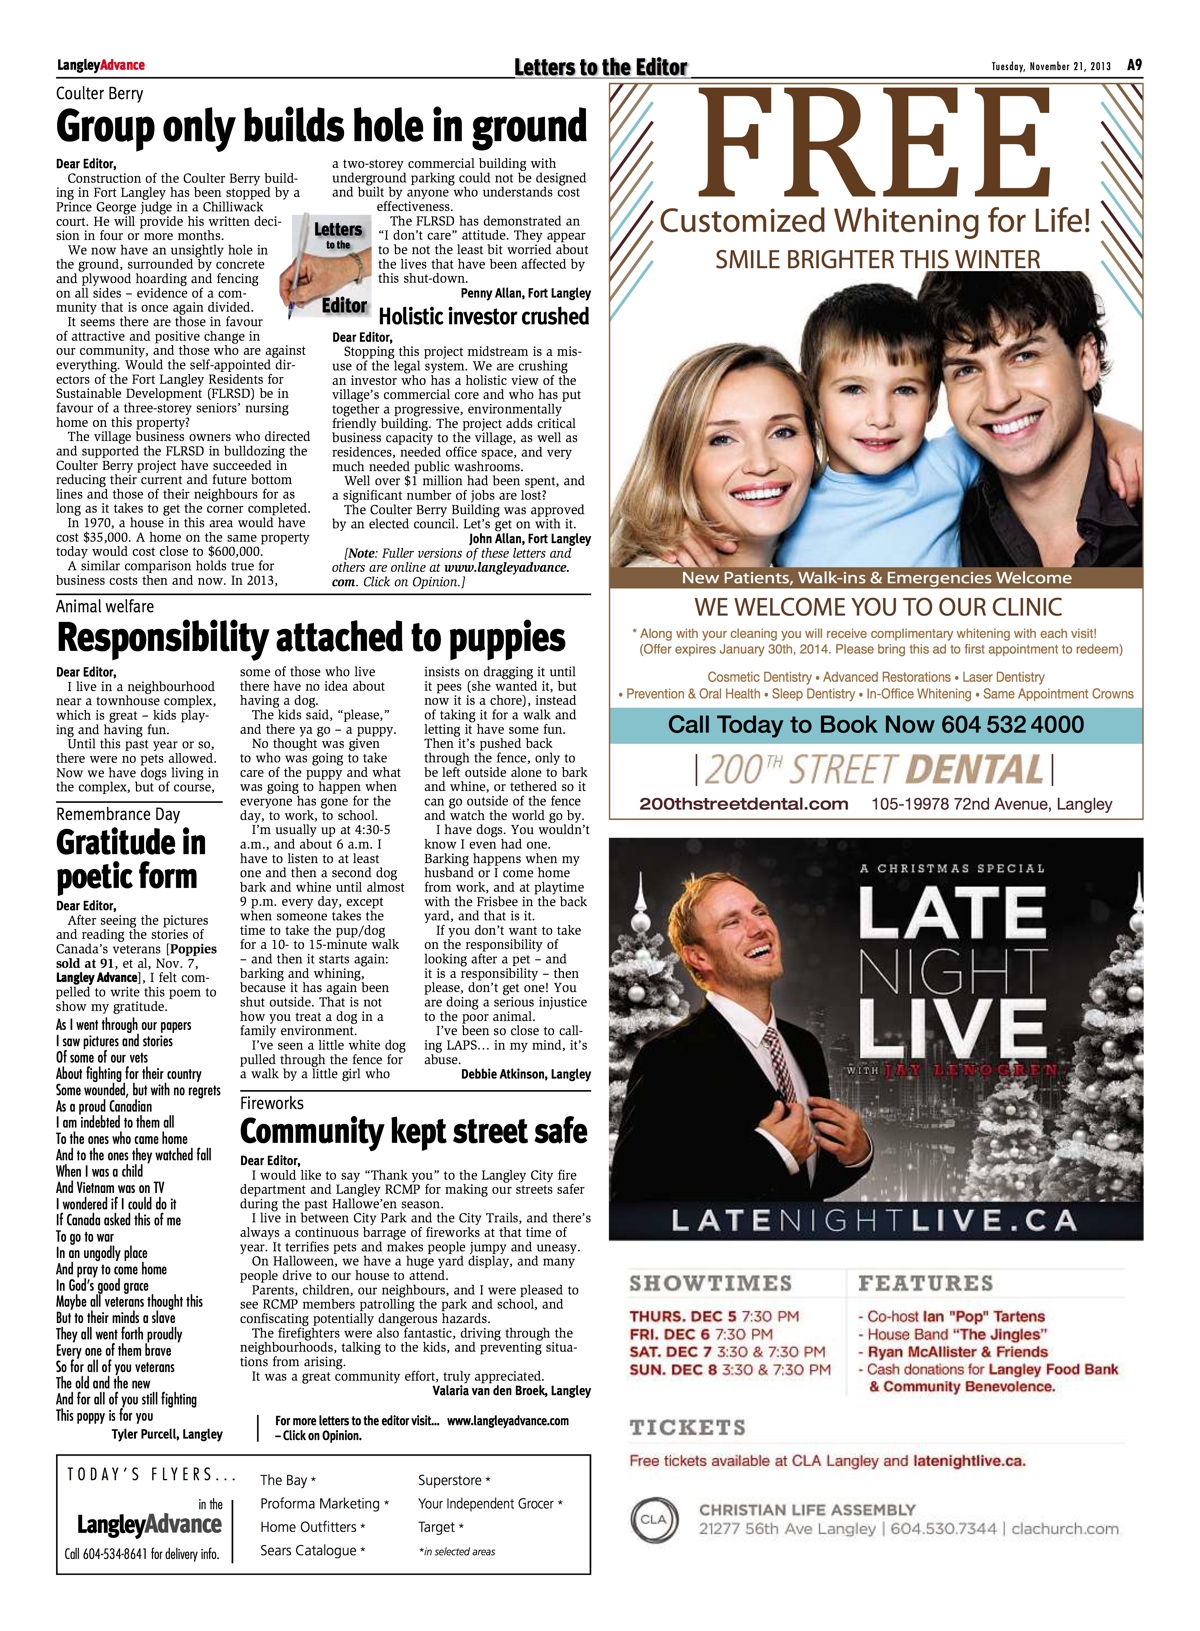 LangleyAdvance
Letters to the Editor
Tuesday, November 21, 2013 A9
Coulter Berry
Group only builds hole in ground
Dear Editor,
Construction of the Coulter Berry build-
ing in Fort Langley has been stopped by a
Prince George judge in a Chilliwack
court. He will provide his written deci-
sion in four or more months.
We now have an unsightly hole in
the ground, surrounded by concrete
and plywood hoarding and fencing
on all sides – evidence of a com-
munity that is once again divided.
It seems there are those in favour
of attractive and positive change in
our community, and those who are against
everything. Would the self-appointed dir-
ectors of the Fort Langley Residents for
Sustainable Development (FLRSD) be in
favour of a three-storey seniors’ nursing
home on this property?
The village business owners who directed
and supported the FLRSD in bulldozing the
Coulter Berry project have succeeded in
reducing their current and future bottom
lines and those of their neighbours for as
long as it takes to get the corner completed.
In 1970, a house in this area would have
cost $35,000. A home on the same property
today would cost close to $600,000.
A similar comparison holds true for
business costs then and now. In 2013,
a two-storey commercial building with
underground parking could not be designed
and built by anyone who understands cost
effectiveness.
The FLRSD has demonstrated an
“I don’t care” attitude. They appear
to be not the least bit worried about
the lives that have been affected by
this shut-down.
Penny Allan, Fort Langley
Letters
to the
Editor
Holistic investor crushed
Dear Editor,
Stopping this project midstream is a mis-
use of the legal system. We are crushing
an investor who has a holistic view of the
village’s commercial core and who has put
together a progressive, environmentally
friendly building. The project adds critical
business capacity to the village, as well as
residences, needed office space, and very
much needed public washrooms.
Well over $1 million had been spent, and
a significant number of jobs are lost?
The Coulter Berry Building was approved
by an elected council. Let’s get on with it.
John Allan, Fort Langley
[Note: Fuller versions of these letters and
others are online at www.langleyadvance.
com. Click on Opinion.]
Animal welfare
Responsibility attached to puppies
Dear Editor,
I live in a neighbourhood
near a townhouse complex,
which is great – kids play-
ing and having fun.
Until this past year or so,
there were no pets allowed.
Now we have dogs living in
the complex, but of course,
some of those who live
there have no idea about
having a dog.
The kids said, “please,”
and there ya go – a puppy.
No thought was given
to who was going to take
care of the puppy and what
was going to happen when
everyone has gone for the
day, to work, to school.
I’m usually up at 4:30-5
a.m., and about 6 a.m. I
have to listen to at least
one and then a second dog
bark and whine until almost
9 p.m. every day, except
when someone takes the
time to take the pup/dog
for a 10- to 15-minute walk
– and then it starts again:
barking and whining,
because it has again been
shut outside. That is not
how you treat a dog in a
family environment.
I’ve seen a little white dog
pulled through the fence for
a walk by a little girl who
insists on dragging it until
it pees (she wanted it, but
now it is a chore), instead
of taking it for a walk and
letting it have some fun.
Then it’s pushed back
through the fence, only to
be left outside alone to bark
and whine, or tethered so it
can go outside of the fence
and watch the world go by.
I have dogs. You wouldn’t
know I even had one.
Barking happens when my
husband or I come home
from work, and at playtime
with the Frisbee in the back
yard, and that is it.
If you don’t want to take
on the responsibility of
looking after a pet – and
it is a responsibility – then
please, don’t get one! You
are doing a serious injustice
to the poor animal.
I’ve been so close to call-
ing LAPS… in my mind, it’s
abuse.
Debbie Atkinson, Langley
Remembrance Day
Gratitude in
poetic form
Dear Editor,
After seeing the pictures
and reading the stories of
Canada’s veterans [Poppies
sold at 91, et al, Nov. 7,
Langley Advance], I felt com-
pelled to write this poem to
show my gratitude.
As I went through our papers
I saw pictures and stories
Of some of our vets
About fighting for their country
Some wounded, but with no regrets
As a proud Canadian
I am indebted to them all
To the ones who came home
And to the ones they watched fall
When I was a child
And Vietnam was on TV
I wondered if I could do it
If Canada asked this of me
To go to war
In an ungodly place
And pray to come home
In God’s good grace
Maybe all veterans thought this
But to their minds a slave
They all went forth proudly
Every one of them brave
So for all of you veterans
The old and the new
And for all of you still fighting
This poppy is for you
Tyler Purcell, Langley
Fireworks
Community kept street safe
Dear Editor,
I would like to say “Thank you” to the Langley City fire
department and Langley RCMP for making our streets safer
during the past Hallowe’en season.
I live in between City Park and the City Trails, and there’s
always a continuous barrage of fireworks at that time of
year. It terrifies pets and makes people jumpy and uneasy.
On Halloween, we have a huge yard display, and many
people drive to our house to attend.
Parents, children, our neighbours, and I were pleased to
see RCMP members patrolling the park and school, and
confiscating potentially dangerous hazards.
The firefighters were also fantastic, driving through the
neighbourhoods, talking to the kids, and preventing situa-
tions from arising.
It was a great community effort, truly appreciated.
Valaria van den Broek, Langley
For more letters to the editor visit... www.langleyadvance.com
– Click on Opinion.
TODAY’S FLYERS...
in the
LangleyAdvance
Call 604-534-8641 for delivery info.
The Bay *
Proforma Marketing *
Home Outfitters *
Sears Catalogue *
Superstore *
Your Independent Grocer *
Target *
*in selected areas
FREE
Customized Whitening for Life!
SMILE BRIGHTER THIS WINTER
New Patients, Walk-ins & Emergencies Welcome
WE WELCOME YOU TO OUR CLINIC
* Along with your cleaning you will receive complimentary whitening with each visit!
(Offer expires January 30th, 2014. Please bring this ad to first appointment to redeem)
Cosmetic Dentistry • Advanced Restorations • Laser Dentistry
• Prevention & Oral Health • Sleep Dentistry • In-Office Whitening • Same Appointment Crowns
Call Today to Book Now 604 532 4000
|200TH STREET DENTAL|
200thstreetdental.com 105-19978 72nd Avenue, Langley
A CHRISTMAS SPECIAL
LATE
NIGHT
LIVE
WITH JAY LENOGREN
LATENIGHTLIVE.CA
SHOWTIMES
THURS. DEC 5 7:30 PM
FRI. DEC 6 7:30 PM
SAT. DEC 7 3:30 & 7:30 PM
SUN. DEC 8 3:30 & 7:30 PM
FEATURES
- Co-host Ian "Pop" Tartens
- House Band “The Jingles”
- Ryan McAllister & Friends
- Cash donations for Langley Food Bank
& Community Benevolence.
TICKETS
Free tickets available at CLA Langley and latenightlive.ca.
CLA
CHRISTIAN LIFE ASSEMBLY
21277 56th Ave Langley | 604.530.7344 | clachurch.com